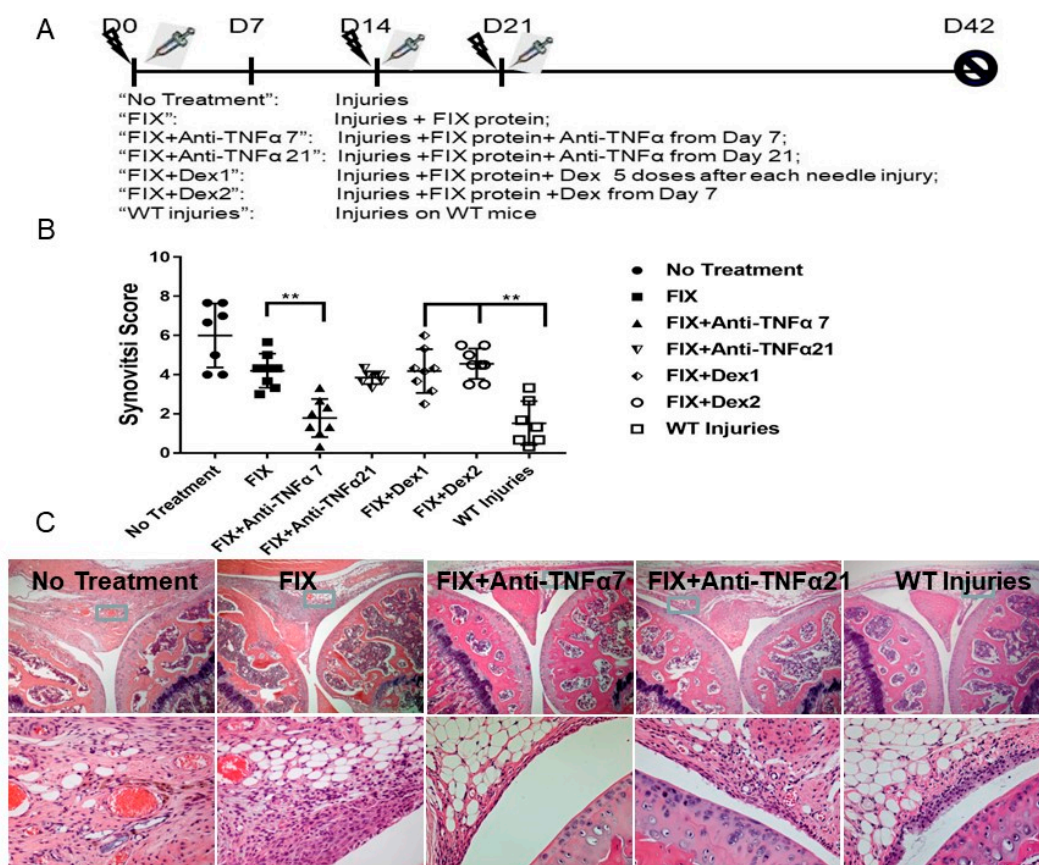 A
D0 D7 D14 D21 D42
“No Treatment”: Injuries
“FIX”: Injuries + FIX protein;
“FIX+Anti-TNFα 7”: Injuries +FIX protein+ Anti-TNFα from Day 7;
“FIX+Anti-TNFα 21”: Injuries +FIX protein+ Anti-TNFα from Day 21;
“FIX+Dex1”: Injuries +FIX protein+ Dex 5 doses after each needle injury;
“FIX+Dex2”: Injuries +FIX protein +Dex from Day 7
“WT injuries”: Injuries on WT mice
B
Synovitsi Score
10
8
6
4
2
0
** **
No Treatment
FIX
FIX+Anti-TNFα 7
FIX+Anti-TNFα21
FIX+Dex1
FIX+Dex2
WT Injuries
No Treatment
FIX
FIX+Anti-TNFα 7
FIX+Anti-TNFα21
FIX+Dex1
FIX+Dex2
WT Injuries
C
No Treatment FIX FIX+Anti-TNFα7 FIX+Anti-TNFα21 WT Injuries